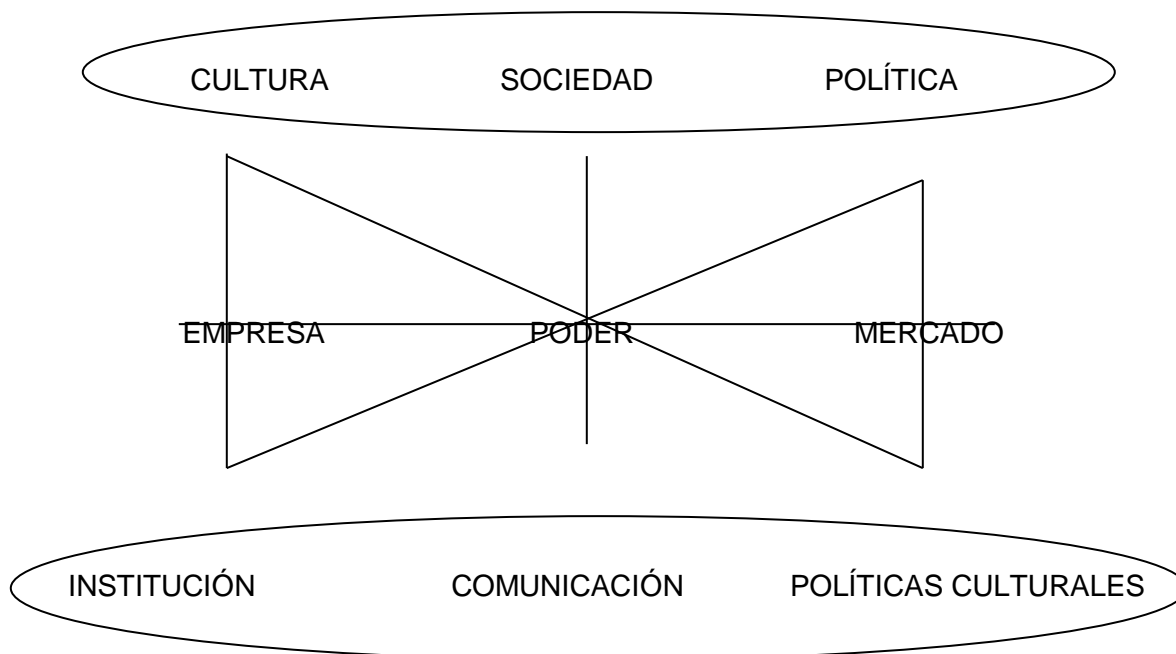 CULTURA SOCIEDAD POLÍTICA
EMPRESA PODER MERCADO
INSTITUCIÓN COMUNICACIÓN POLÍTICAS CULTURALES